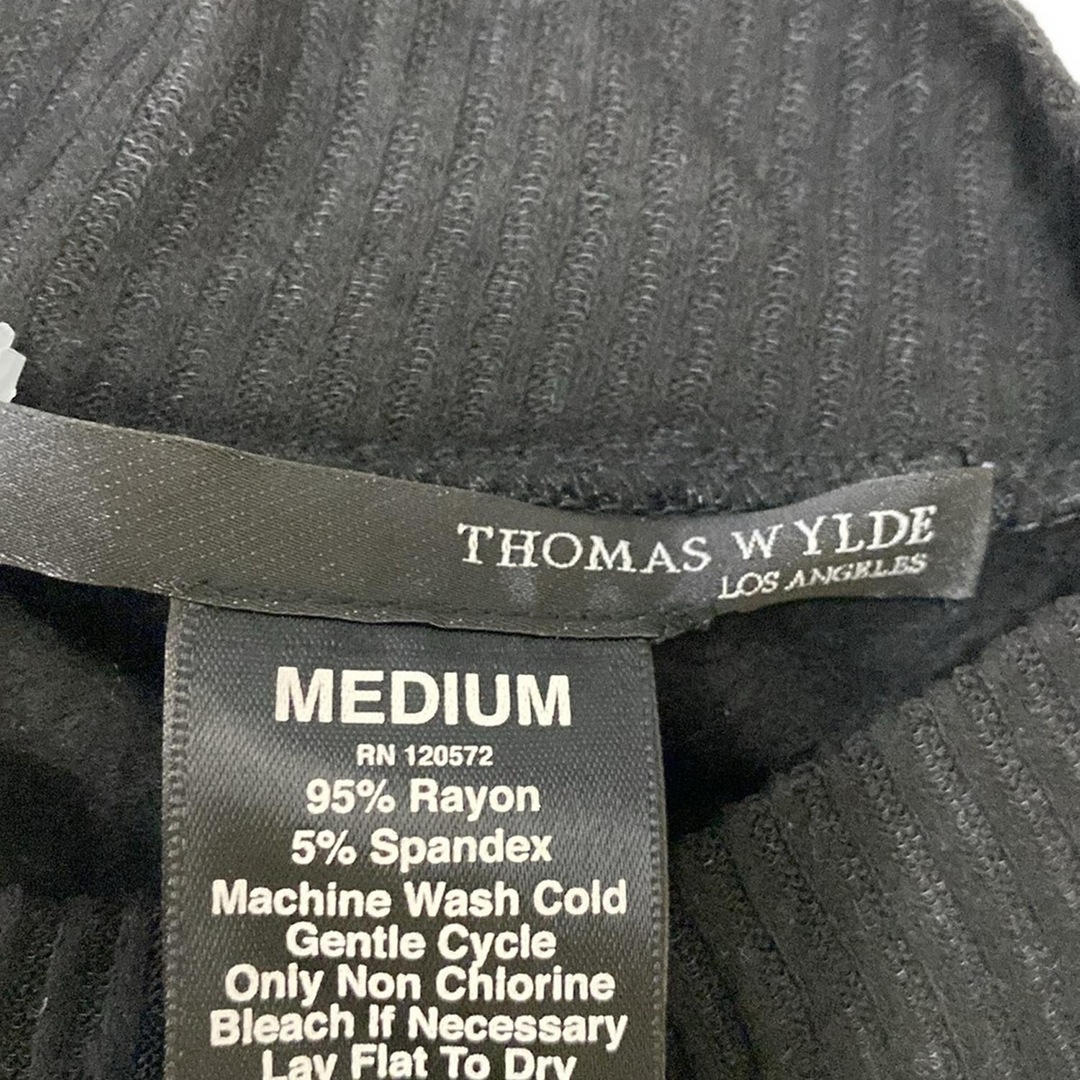 THOMAS WYLDE
LOS ANGELES
MEDIUM
RN 120572
95% Rayon
5% Spandex
Machine Wash Cold
Gentle Cycle
Only Non Chlorine
Bleach If Necessary
Lay Flat To Dry